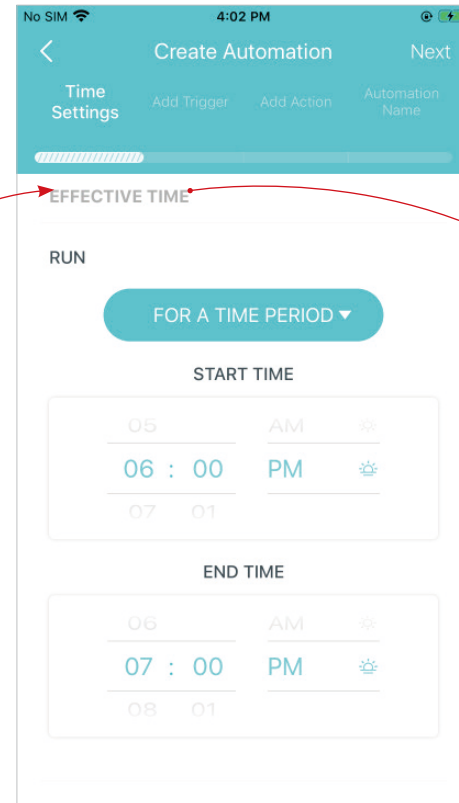 No SIM 4:02 PM
Create Automation Next
Time Settings Add Trigger Add Action Automation Name
EFFECTIVE TIME
RUN
FOR A TIME PERIOD
START TIME
05 AM
06 : 00 PM
07 01
END TIME
06 AM
07 : 00 PM
08 01